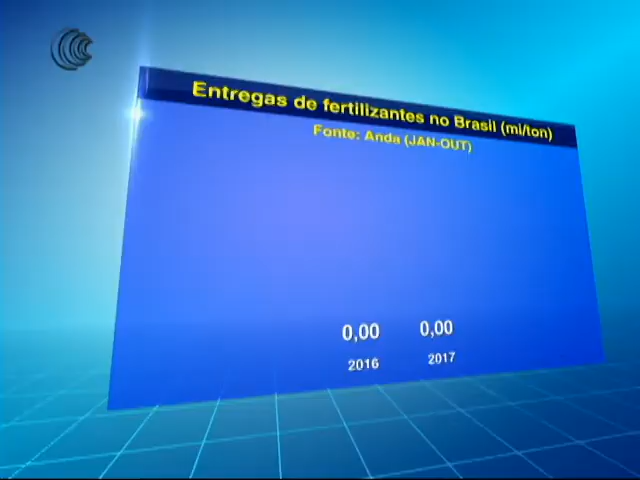 Entregas de fertilizantes no Brasil (mi/ton)
Fonte: Anda (JAN-OUT)
0,00 0,00
2016 2017